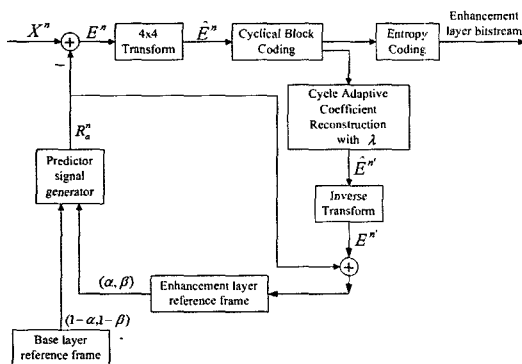 Enhancement
layer bitstream
X^n
E^n
4x4
Transform
Ê^n
Cyclical Block
Coding
Entropy
Coding
−
Cycle Adaptive
Coefficient
Reconstruction
with λ
R_a^n
Ê^n'
Predictor
signal
generator
Inverse
Transform
E^n'
(α, β)
Enhancement layer
reference frame
(1-α,1-β)
Base layer
reference frame